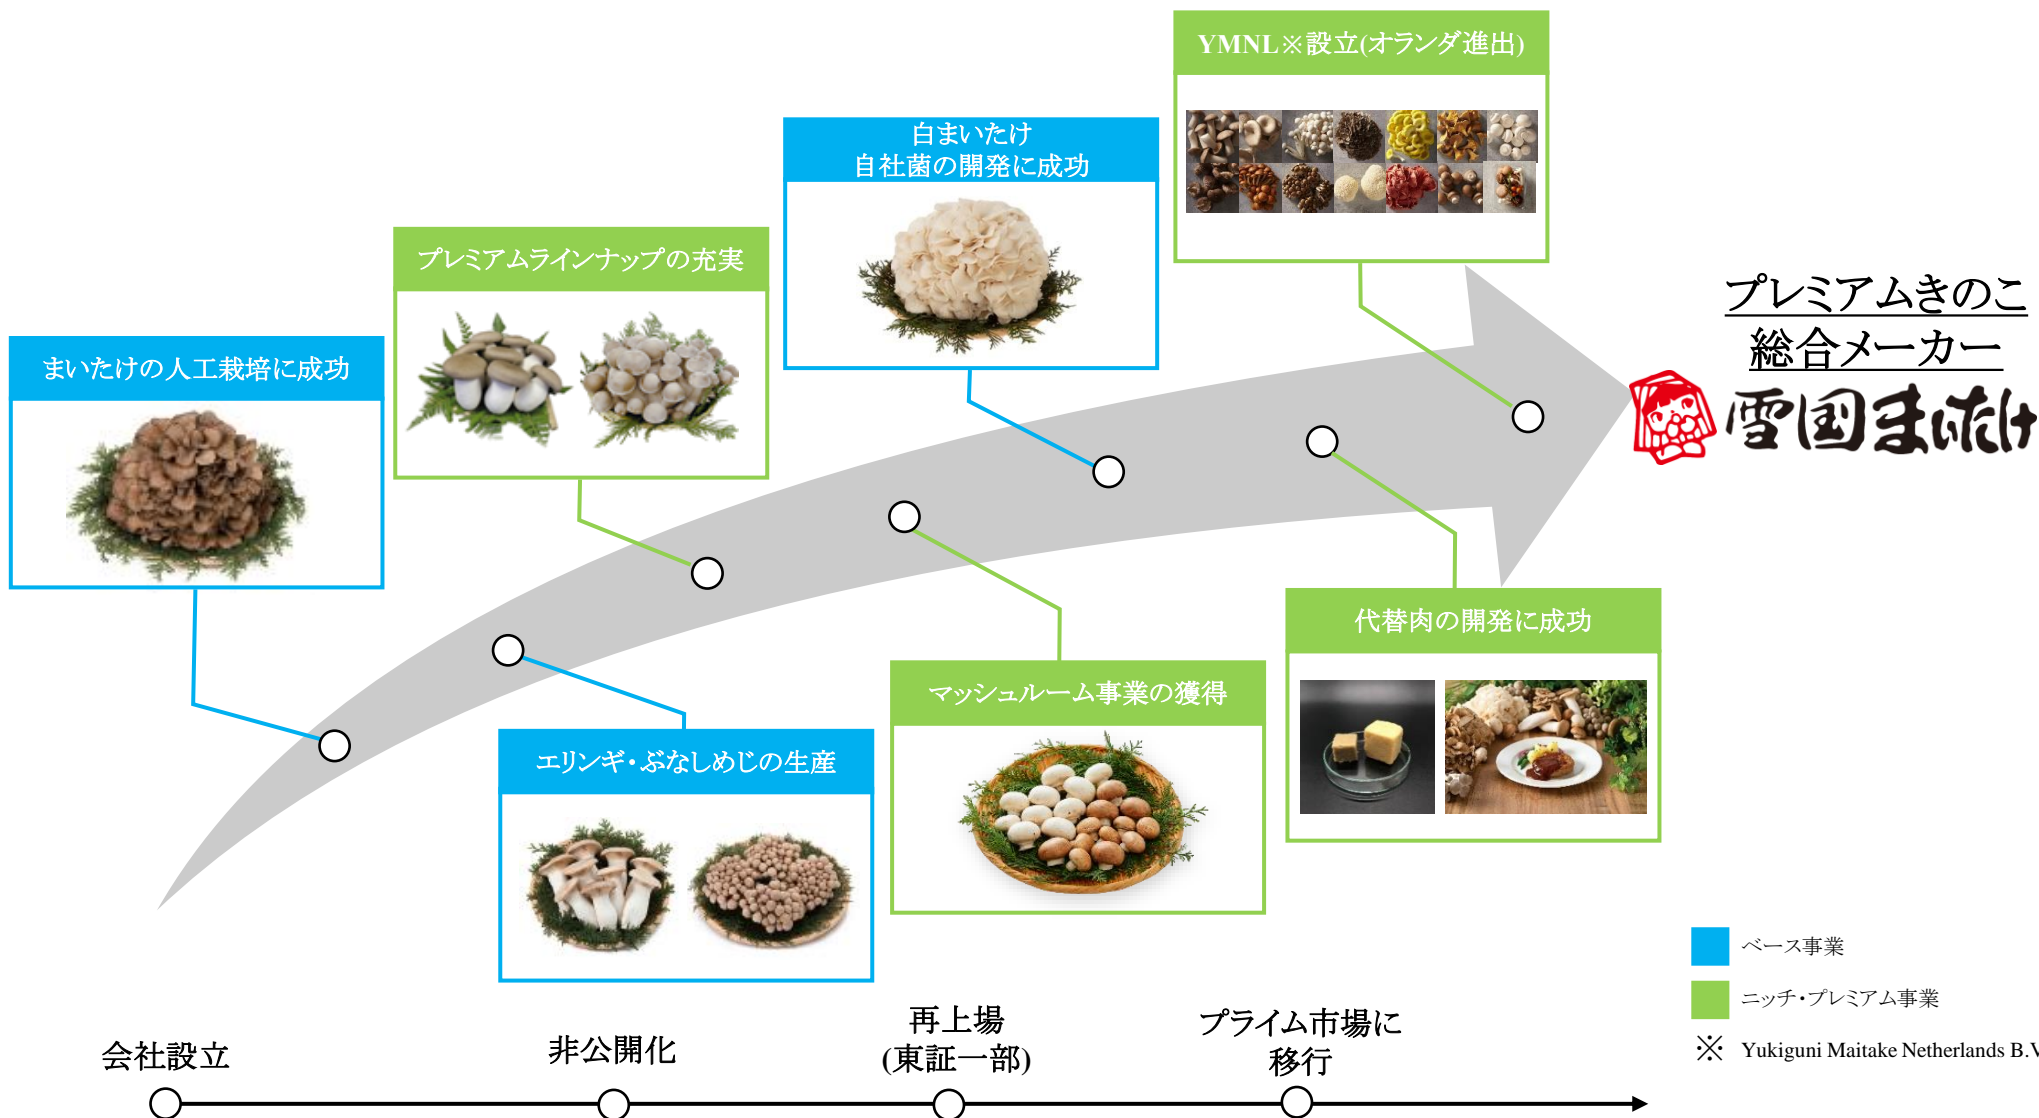 YMNL※設立(オランダ進出)
白まいたけ
自社菌の開発に成功
プレミアムラインナップの充実
まいたけの人工栽培に成功
プレミアムきのこ
総合メーカー
雪国まいたけ
代替肉の開発に成功
マッシュルーム事業の獲得
エリンギ・ぶなしめじの生産
ベース事業
ニッチ・プレミアム事業
※ Yukiguni Maitake Netherlands B.V
会社設立
非公開化
再上場
(東証一部)
プライム市場に
移行